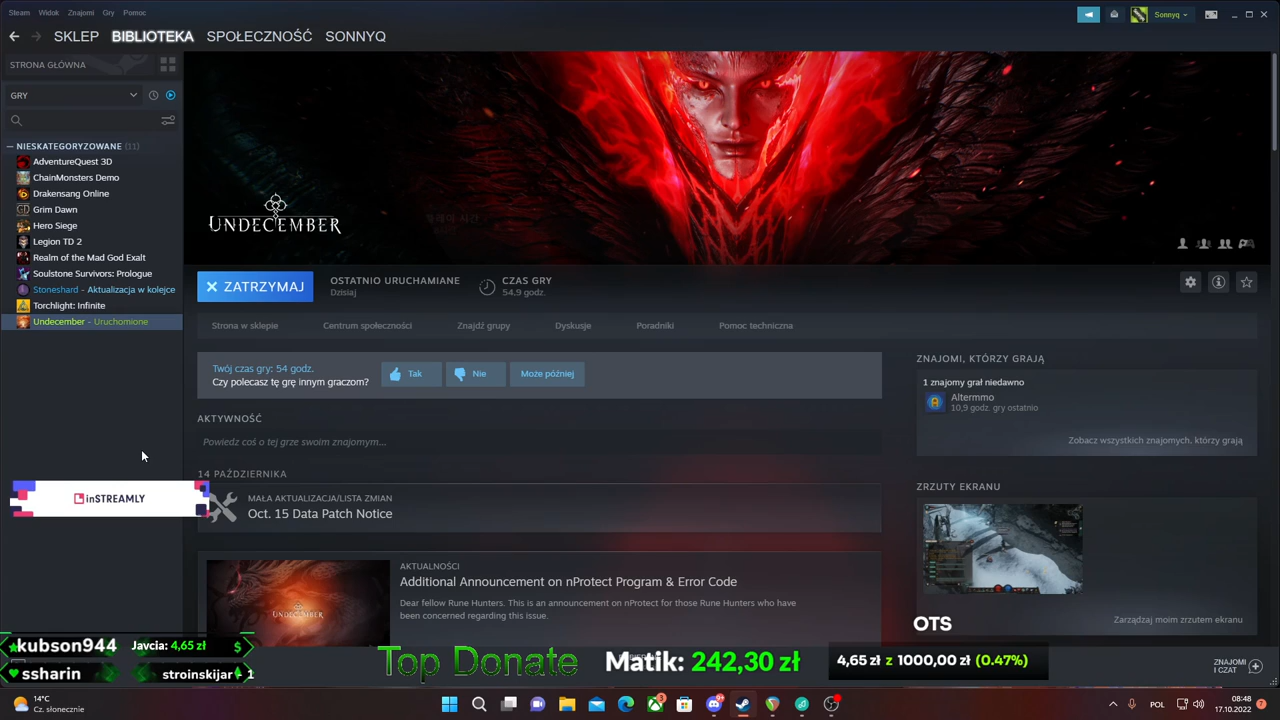 Steam Widok Znajomi Gry Pomoc
Sonnyq
SKLEP BIBLIOTEKA SPOŁECZNOŚĆ SONNYQ
STRONA GŁÓWNA
GRY
NIESKATEGORYZOWANE (11)
AdventureQuest 3D
ChainMonsters Demo
Drakensang Online
Grim Dawn
Hero Siege
Legion TD 2
Realm of the Mad God Exalt
Soulstone Survivors: Prologue
Stoneshard - Aktualizacja w kolejce
Torchlight: Infinite
Undecember - Uruchomione
UNDECEMBER
ZATRZYMAJ
OSTATNIO URUCHAMIANE
Dzisiaj
CZAS GRY
54,9 godz.
Strona w sklepie Centrum społeczności Znajdź grupy Dyskusje Poradniki Pomoc techniczna
Twój czas gry: 54 godz.
Czy polecasz tę grę innym graczom?
Tak Nie Może później
AKTYWNOŚĆ
Powiedz coś o tej grze swoim znajomym...
14 PAŹDZIERNIKA
MAŁA AKTUALIZACJA/LISTA ZMIAN
Oct. 15 Data Patch Notice
AKTUALNOŚCI
Additional Announcement on nProtect Program & Error Code
Dear fellow Rune Hunters. This is an announcement on nProtect for those Rune Hunters who have
been concerned regarding this issue.
UNDECEMBER
ZNAJOMI, KTÓRZY GRAJĄ
1 znajomy grał niedawno
Altermmo
10,9 godz. gry ostatnio
Zobacz wszystkich znajomych, którzy grają
ZRZUTY EKRANU
Zarządzaj moim zrzutem ekranu
OTS
inSTREAMLY
kubson944 Javcia: 4,65 zł $
ssharin stroinskijar - 1
Top Donate Matik: 242,30 zł
4,65 zł z 1000,00 zł (0.47%)
ZNAJOMI
I CZAT
14°C
Cz. słonecznie
3
9
POL
08:48
17.10.2022
7